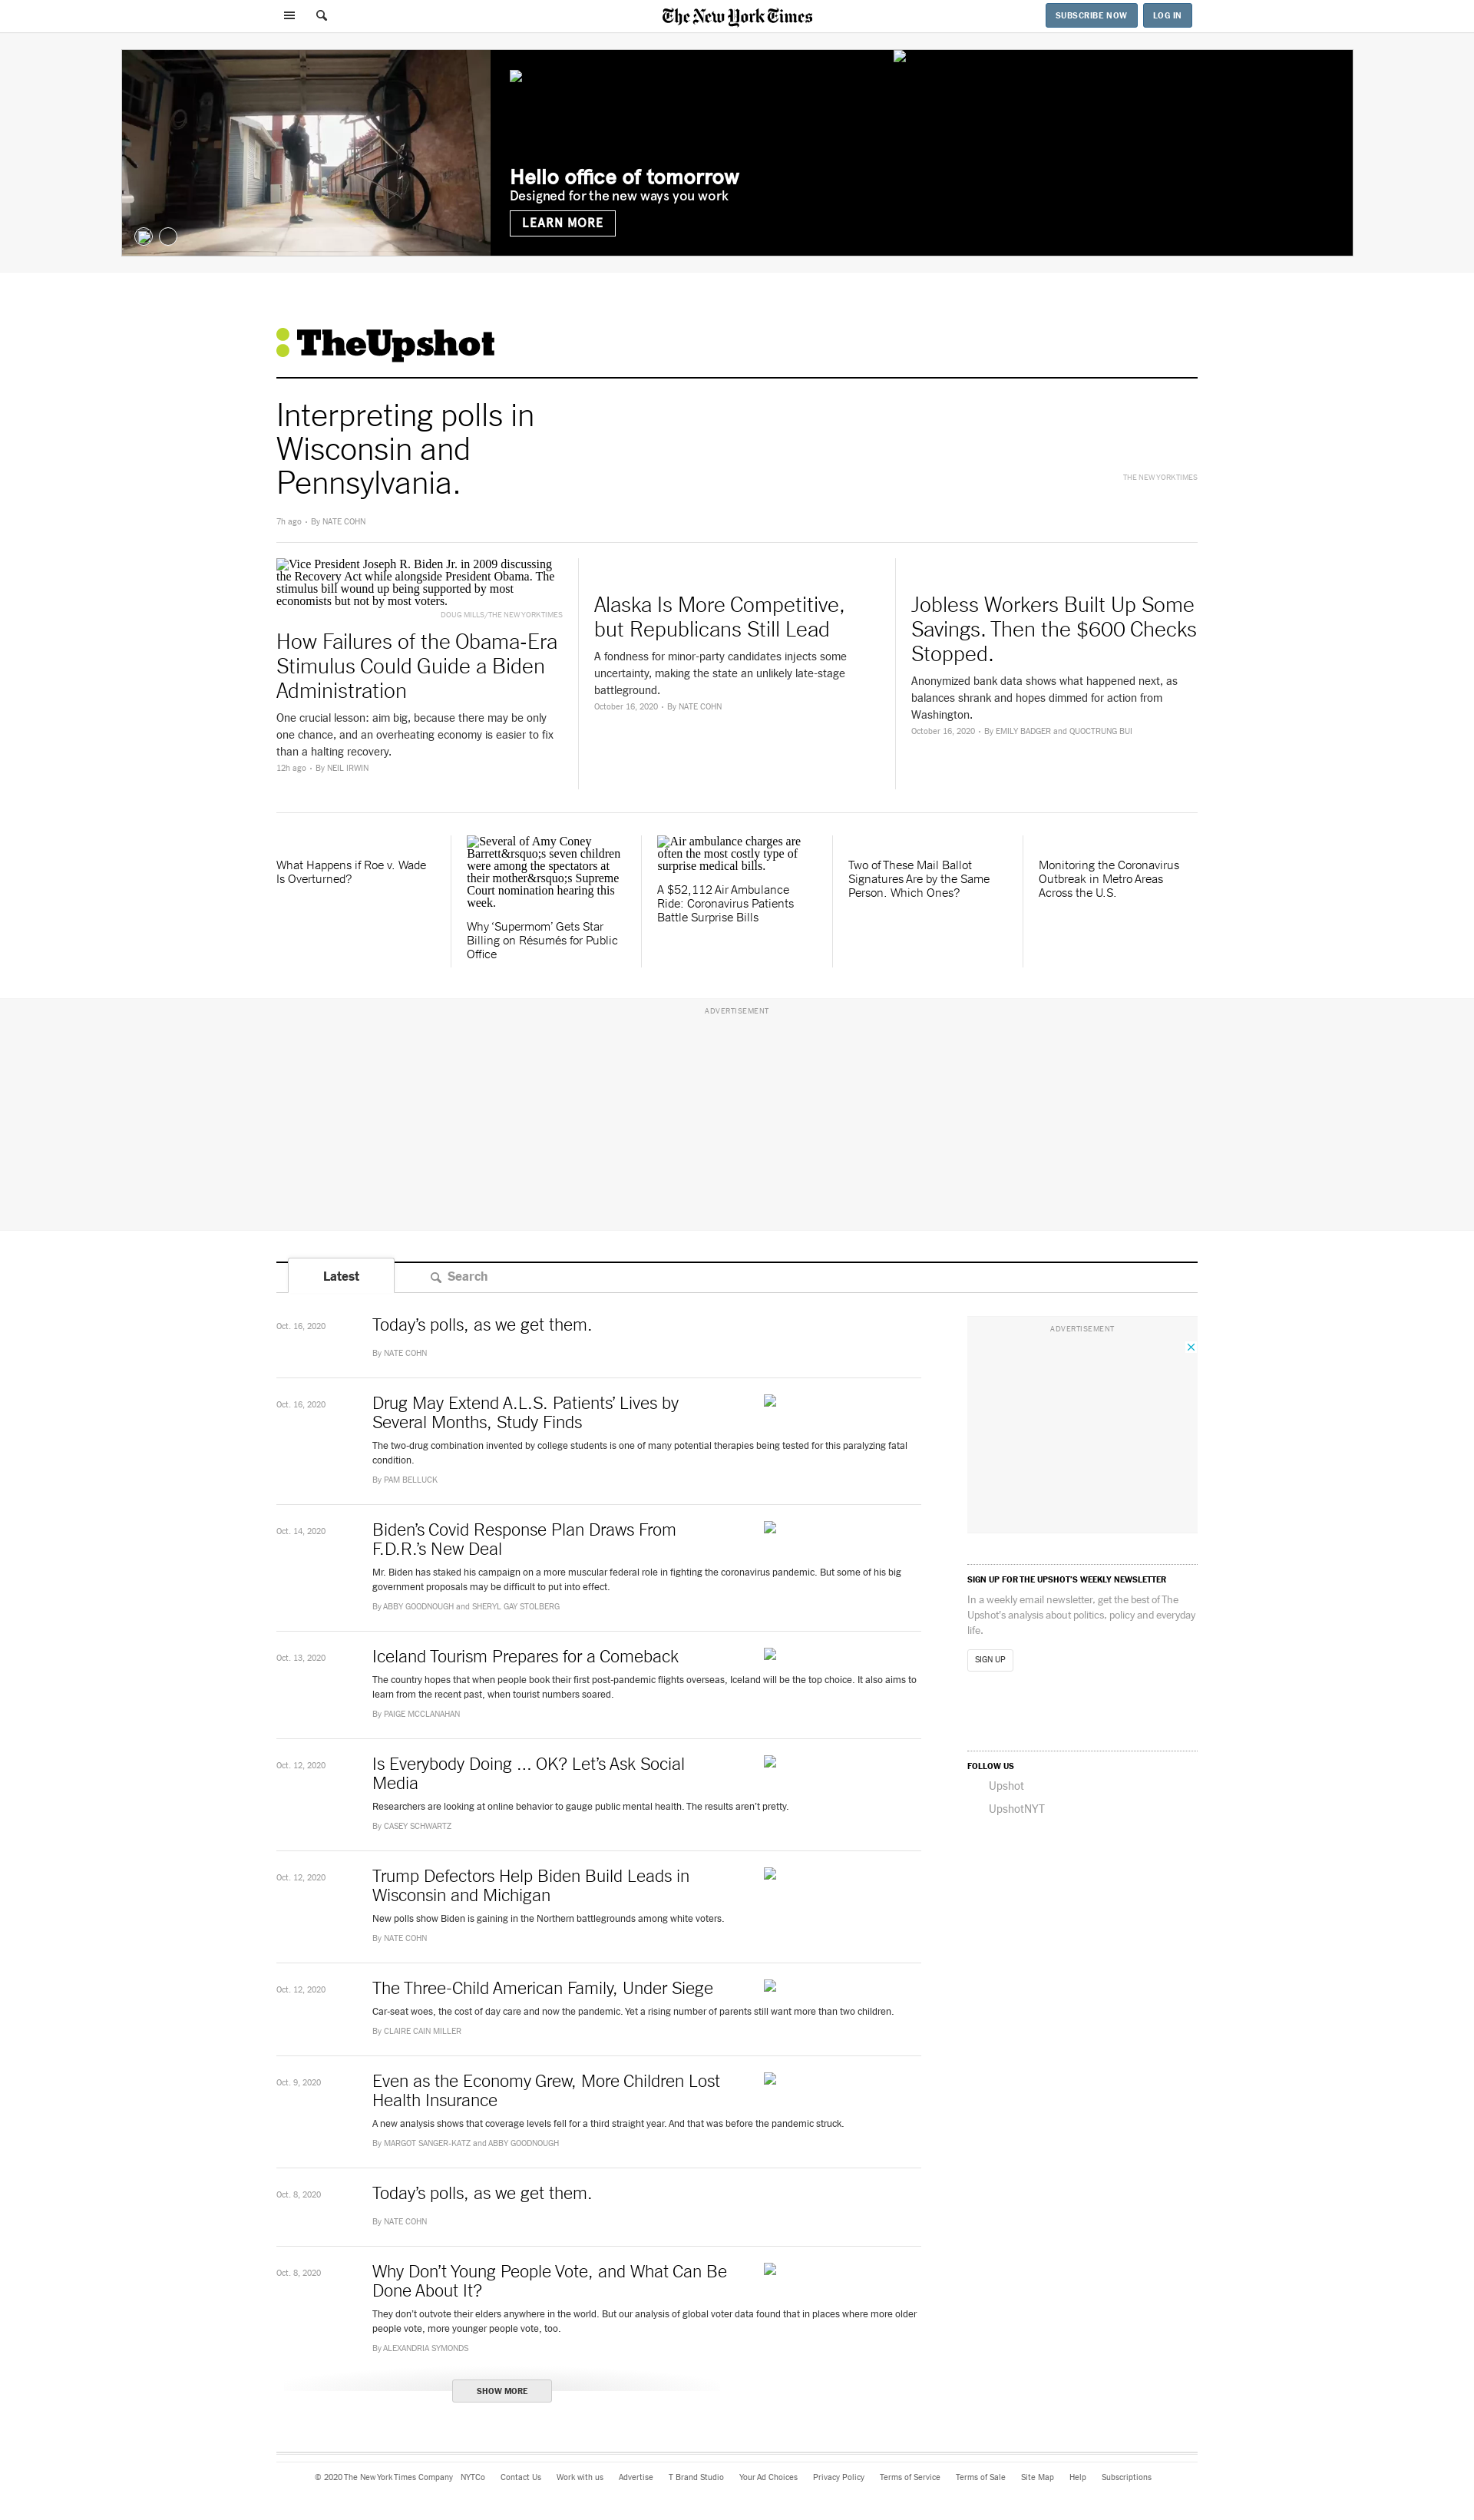 The New York Times
SUBSCRIBE NOW
LOG IN
Hello office of tomorrow
Designed for the new ways you work
LEARN MORE
TheUpshot
Interpreting polls in
Wisconsin and
Pennsylvania.
THE NEW YORK TIMES
7h ago • By NATE COHN
Vice President Joseph R. Biden Jr. in 2009 discussing
the Recovery Act while alongside President Obama. The
stimulus bill wound up being supported by most
economists but not by most voters.
DOUG MILLS/THE NEW YORK TIMES
How Failures of the Obama-Era
Stimulus Could Guide a Biden
Administration
One crucial lesson: aim big, because there may be only
one chance, and an overheating economy is easier to fix
than a halting recovery.
12h ago • By NEIL IRWIN
Alaska Is More Competitive,
but Republicans Still Lead
A fondness for minor-party candidates injects some
uncertainty, making the state an unlikely late-stage
battleground.
October 16, 2020 • By NATE COHN
Jobless Workers Built Up Some
Savings. Then the $600 Checks
Stopped.
Anonymized bank data shows what happened next, as
balances shrank and hopes dimmed for action from
Washington.
October 16, 2020 • By EMILY BADGER and QUOCTRUNG BUI
What Happens if Roe v. Wade
Is Overturned?
Several of Amy Coney
Barrett&rsquo;s seven children
were among the spectators at
their mother&rsquo;s Supreme
Court nomination hearing this
week.
Why ‘Supermom’ Gets Star
Billing on Résumés for Public
Office
Air ambulance charges are
often the most costly type of
surprise medical bills.
A $52,112 Air Ambulance
Ride: Coronavirus Patients
Battle Surprise Bills
Two of These Mail Ballot
Signatures Are by the Same
Person. Which Ones?
Monitoring the Coronavirus
Outbreak in Metro Areas
Across the U.S.
ADVERTISEMENT
Latest
Search
Oct. 16, 2020
Today’s polls, as we get them.
By NATE COHN
Oct. 16, 2020
Drug May Extend A.L.S. Patients’ Lives by
Several Months, Study Finds
The two-drug combination invented by college students is one of many potential therapies being tested for this paralyzing fatal
condition.
By PAM BELLUCK
Oct. 14, 2020
Biden’s Covid Response Plan Draws From
F.D.R.’s New Deal
Mr. Biden has staked his campaign on a more muscular federal role in fighting the coronavirus pandemic. But some of his big
government proposals may be difficult to put into effect.
By ABBY GOODNOUGH and SHERYL GAY STOLBERG
Oct. 13, 2020
Iceland Tourism Prepares for a Comeback
The country hopes that when people book their first post-pandemic flights overseas, Iceland will be the top choice. It also aims to
learn from the recent past, when tourist numbers soared.
By PAIGE MCCLANAHAN
Oct. 12, 2020
Is Everybody Doing ... OK? Let’s Ask Social
Media
Researchers are looking at online behavior to gauge public mental health. The results aren’t pretty.
By CASEY SCHWARTZ
Oct. 12, 2020
Trump Defectors Help Biden Build Leads in
Wisconsin and Michigan
New polls show Biden is gaining in the Northern battlegrounds among white voters.
By NATE COHN
Oct. 12, 2020
The Three-Child American Family, Under Siege
Car-seat woes, the cost of day care and now the pandemic. Yet a rising number of parents still want more than two children.
By CLAIRE CAIN MILLER
Oct. 9, 2020
Even as the Economy Grew, More Children Lost
Health Insurance
A new analysis shows that coverage levels fell for a third straight year. And that was before the pandemic struck.
By MARGOT SANGER-KATZ and ABBY GOODNOUGH
Oct. 8, 2020
Today’s polls, as we get them.
By NATE COHN
Oct. 8, 2020
Why Don’t Young People Vote, and What Can Be
Done About It?
They don’t outvote their elders anywhere in the world. But our analysis of global voter data found that in places where more older
people vote, more younger people vote, too.
By ALEXANDRIA SYMONDS
SHOW MORE
ADVERTISEMENT
SIGN UP FOR THE UPSHOT’S WEEKLY NEWSLETTER
In a weekly email newsletter, get the best of The
Upshot’s analysis about politics, policy and everyday
life.
SIGN UP
FOLLOW US
Upshot
UpshotNYT
© 2020 The New York Times Company NYTCo Contact Us Work with us Advertise T Brand Studio Your Ad Choices Privacy Policy Terms of Service Terms of Sale Site Map Help Subscriptions